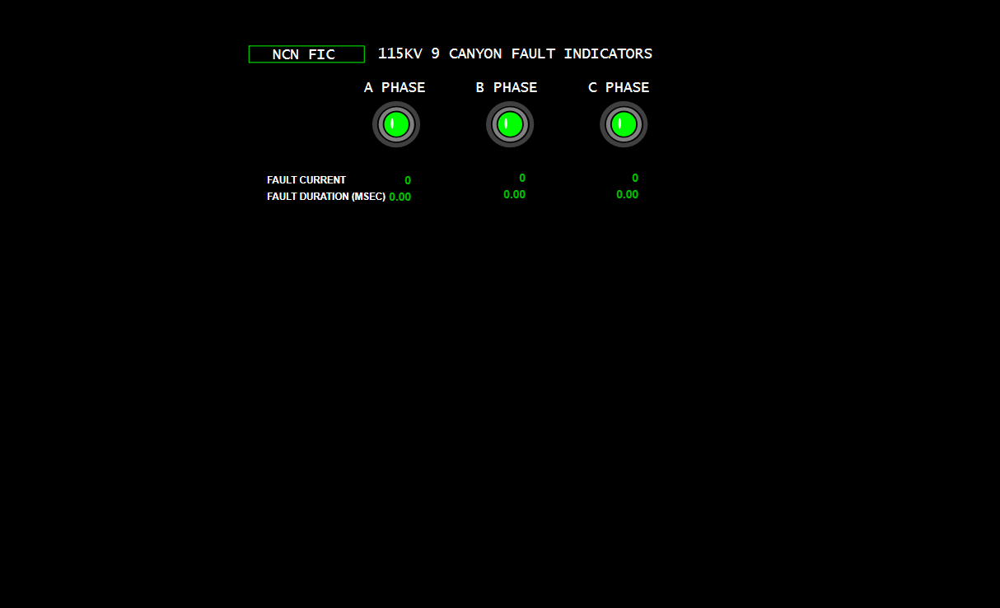 NCN FIC 115KV 9 CANYON FAULT INDICATORS
A PHASE B PHASE C PHASE
FAULT CURRENT 0 0 0
FAULT DURATION (MSEC) 0.00 0.00 0.00